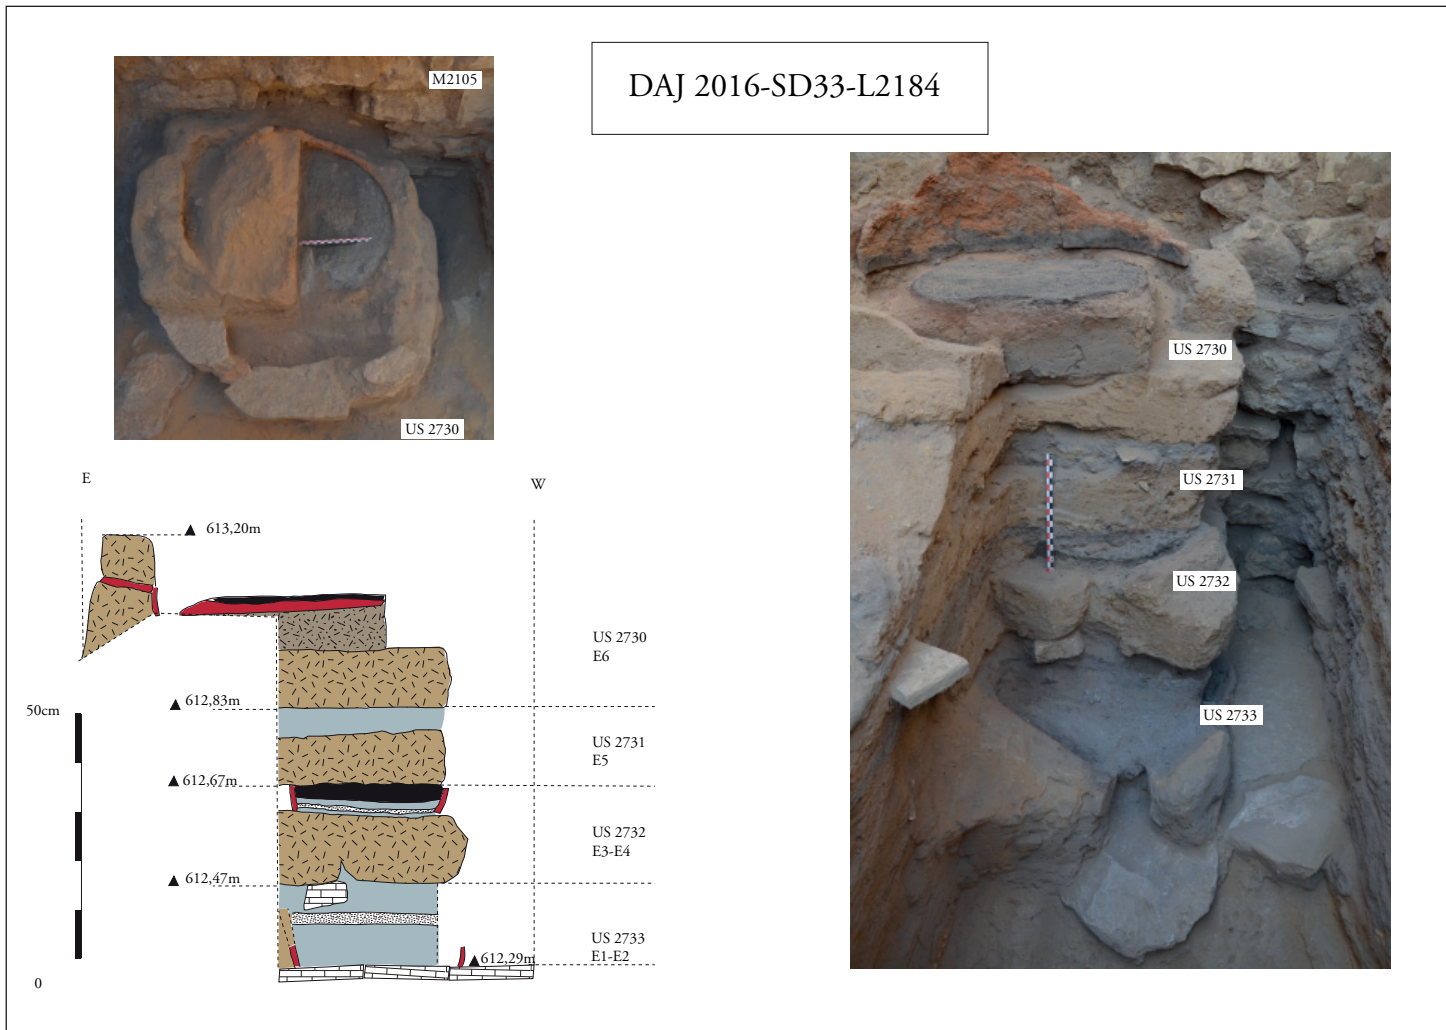 DAJ 2016-SD33-L2184
M2105
US 2730
E
W
613,20m
612,83m
612,67m
612,47m
612,29m
50cm
0
US 2730
E6
US 2731
E5
US 2732
E3-E4
US 2733
E1-E2
US 2730
US 2731
US 2732
US 2733